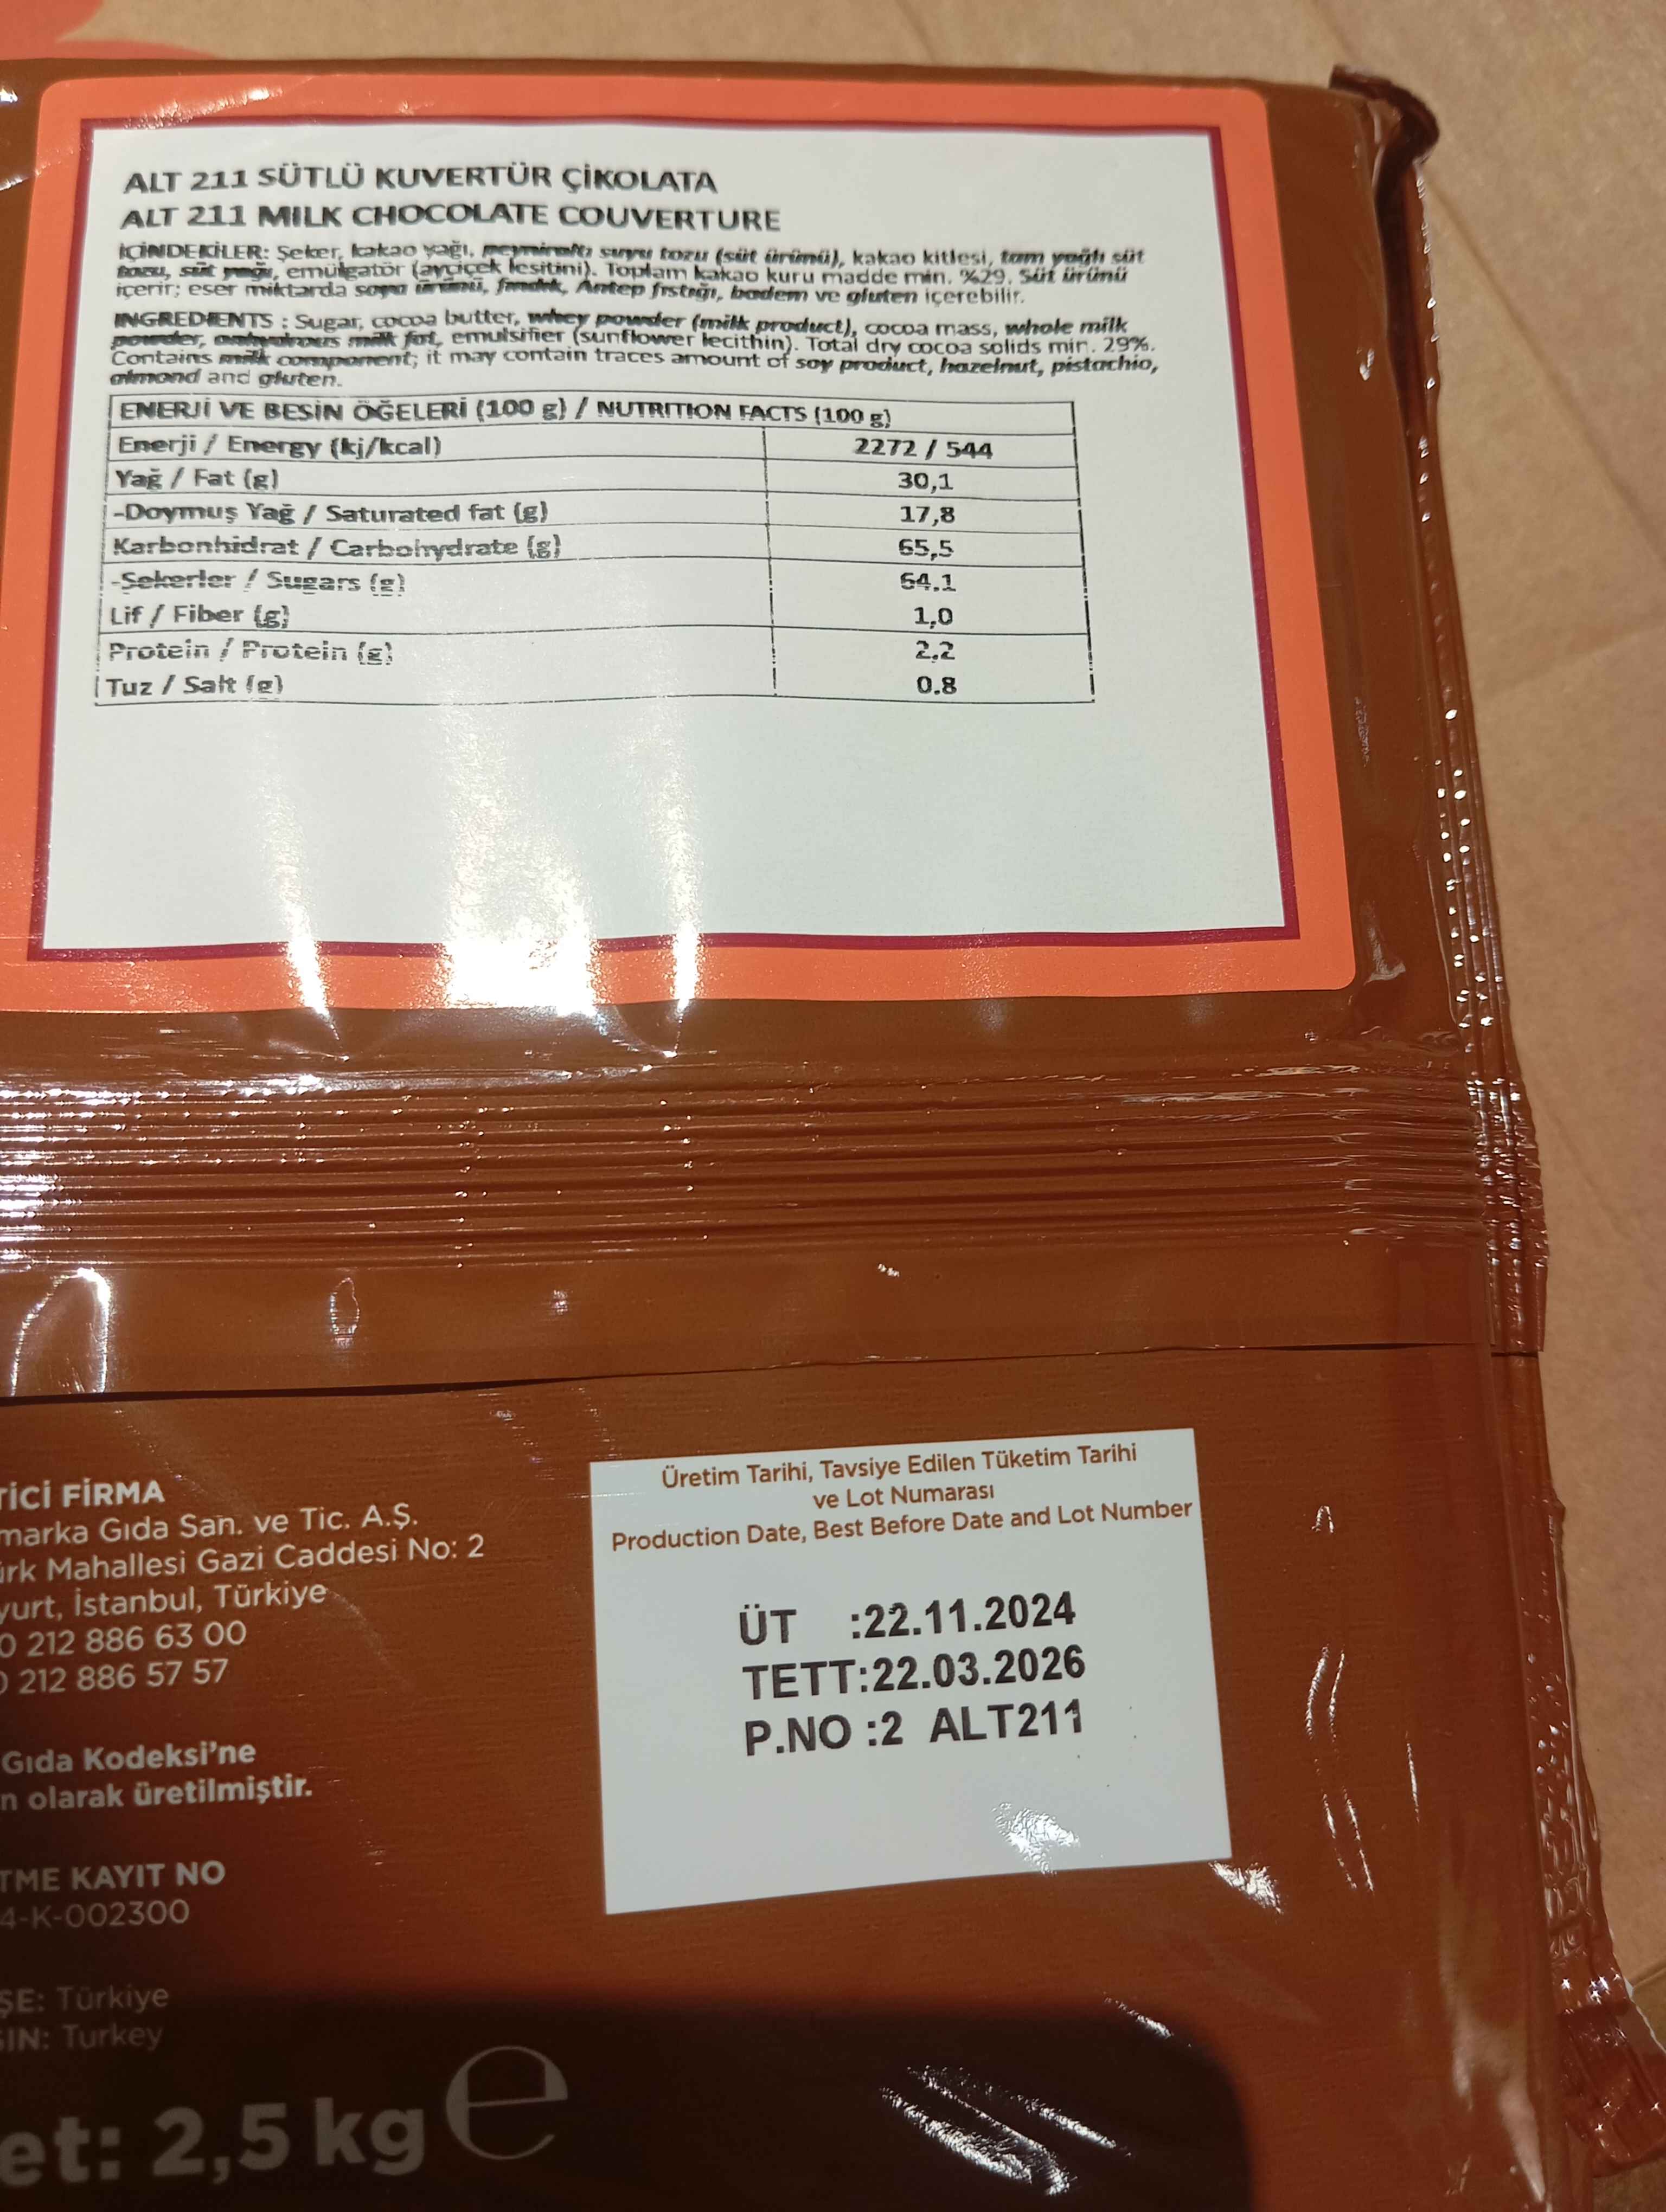 ALT 211 SÜTLÜ KUVERTÜR ÇİKOLATA
ALT 211 MILK CHOCOLATE COUVERTURE
İÇİNDEKİLER: Şeker, kakao yağı, peyniraltı suyu tozu (süt ürünü), kakao kitlesi, tam yağlı süt
tozu, süt yağı, emülgatör (ayçiçek lesitini). Toplam kakao kuru madde min. %29. Süt ürünü
içerir; eser miktarda soya ürünü, fındık, Antep fıstığı, badem ve gluten içerebilir.
INGREDIENTS : Sugar, cocoa butter, whey powder (milk product), cocoa mass, whole milk
powder, anhydrous milk fat, emulsifier (sunflower lecithin). Total dry cocoa solids min. 29%.
Contains milk component; it may contain traces amount of soy product, hazelnut, pistachio,
almond and gluten.
ENERJİ VE BESİN ÖĞELERİ (100 g) / NUTRITION FACTS (100 g)
Enerji / Energy (kj/kcal) 2272 / 544
Yağ / Fat (g) 30,1
-Doymuş Yağ / Saturated fat (g) 17,8
Karbonhidrat / Carbohydrate (g) 65,5
-Şekerler / Sugars (g) 64,1
Lif / Fiber (g) 1,0
Protein / Protein (g) 2,2
Tuz / Salt (g) 0,8
TİCİ FİRMA
marka Gıda San. ve Tic. A.Ş.
ürk Mahallesi Gazi Caddesi No: 2
yurt, İstanbul, Türkiye
0 212 886 63 00
0 212 886 57 57
Gıda Kodeksi'ne
n olarak üretilmiştir.
TME KAYIT NO
4-K-002300
ŞE: Türkiye
GIN: Turkey
et: 2,5 kg e
Üretim Tarihi, Tavsiye Edilen Tüketim Tarihi
ve Lot Numarası
Production Date, Best Before Date and Lot Number
ÜT :22.11.2024
TETT:22.03.2026
P.NO :2 ALT211